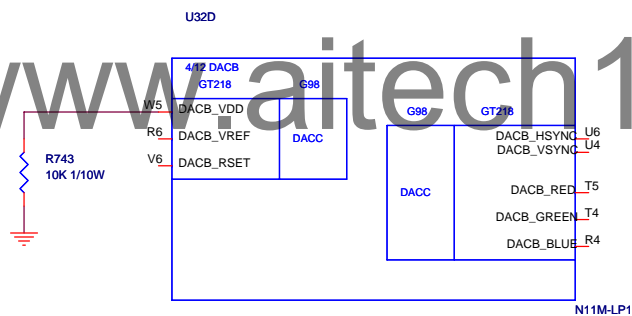 U32D
www.aitech1
4/12 DACB
GT218 G98
W5 DACB_VDD
R6 DACB_VREF
DACC
V6 DACB_RSET
R743
10K 1/10W
G98 GT218
DACB_HSYNC U6
DACB_VSYNC U4
DACC
DACB_RED T5
DACB_GREEN T4
DACB_BLUE R4
N11M-LP1